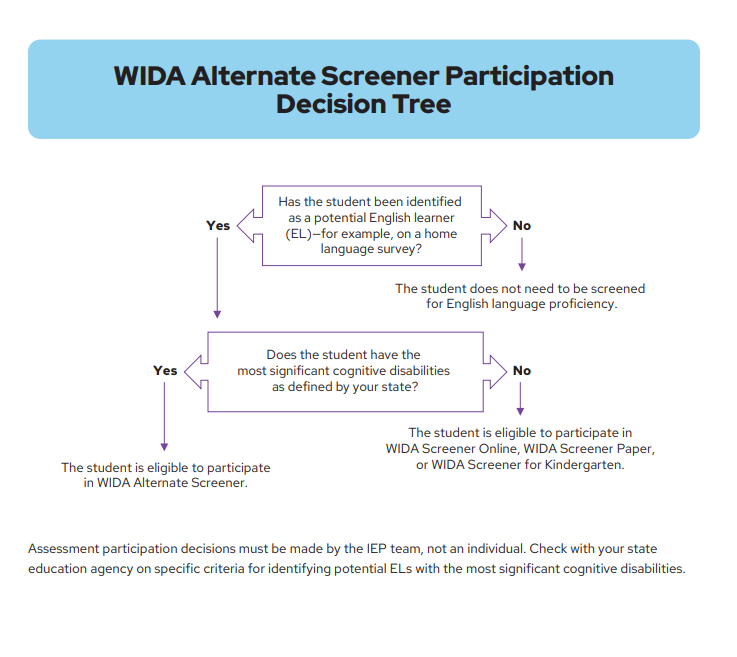 WIDA Alternate Screener Participation
Decision Tree
Has the student been identified
as a potential English learner
(EL)—for example, on a home
language survey?
Yes
No
The student does not need to be screened
for English language proficiency.
Does the student have the
most significant cognitive disabilities
as defined by your state?
Yes
No
The student is eligible to participate in
WIDA Screener Online, WIDA Screener Paper,
or WIDA Screener for Kindergarten.
The student is eligible to participate
in WIDA Alternate Screener.
Assessment participation decisions must be made by the IEP team, not an individual. Check with your state
education agency on specific criteria for identifying potential ELs with the most significant cognitive disabilities.